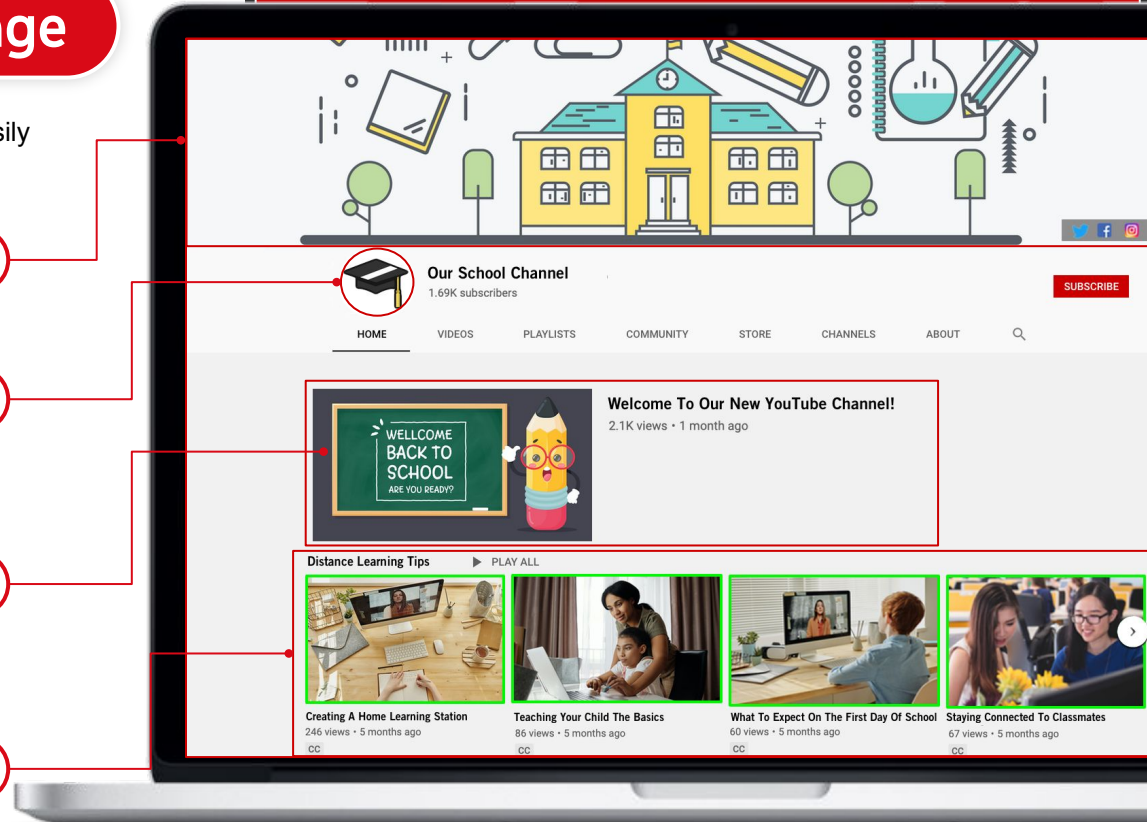 Our School Channel
1.69K subscribers
SUBSCRIBE
HOME VIDEOS PLAYLISTS COMMUNITY STORE CHANNELS ABOUT
WELLCOME
BACK TO
SCHOOL
ARE YOU READY?
Welcome To Our New YouTube Channel!
2.1K views • 1 month ago
Distance Learning Tips PLAY ALL
Creating A Home Learning Station
246 views • 5 months ago
CC
Teaching Your Child The Basics
86 views • 5 months ago
CC
What To Expect On The First Day Of School
60 views • 5 months ago
CC
Staying Connected To Classmates
67 views • 5 months ago
CC